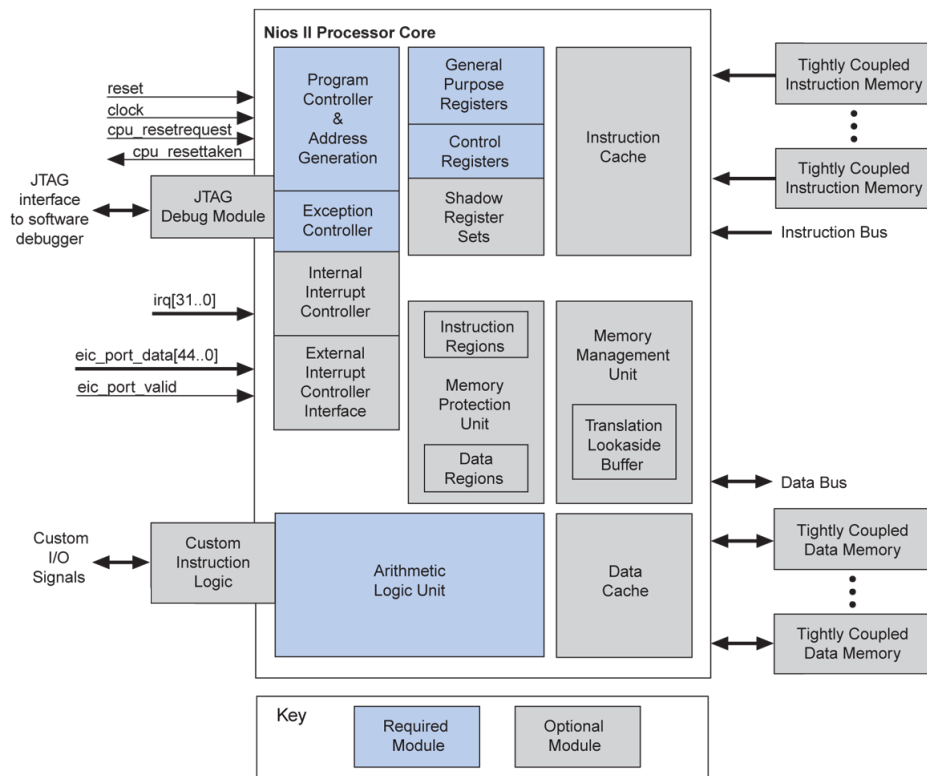 Nios II Processor Core
reset
clock
cpu_resetrequest
cpu_resettaken
JTAG
interface
to software
debugger
JTAG
Debug Module
irq[31..0]
eic_port_data[44..0]
eic_port_valid
Custom
I/O
Signals
Custom
Instruction
Logic
Program
Controller
&
Address
Generation
Exception
Controller
Internal
Interrupt
Controller
External
Interrupt
Controller
Interface
General
Purpose
Registers
Control
Registers
Shadow
Register
Sets
Instruction
Cache
Instruction
Regions
Memory
Protection
Unit
Data
Regions
Memory
Management
Unit
Translation
Lookaside
Buffer
Arithmetic
Logic Unit
Data
Cache
Tightly Coupled
Instruction Memory
Tightly Coupled
Instruction Memory
Instruction Bus
Data Bus
Tightly Coupled
Data Memory
Tightly Coupled
Data Memory
Key
Required
Module
Optional
Module